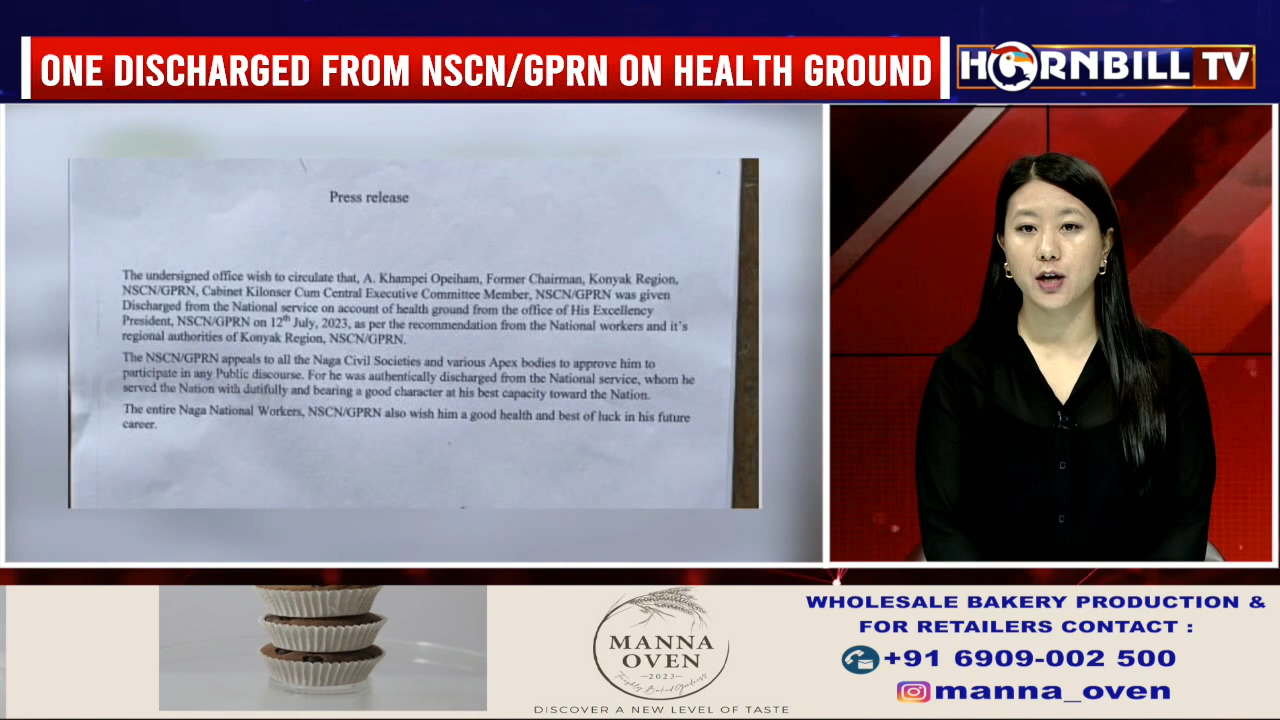 ONE DISCHARGED FROM NSCN/GPRN ON HEALTH GROUND
HORNBILL TV
Press release
The undersigned office wish to circulate that, A. Khampei Opeiham, Former Chairman, Konyak Region,
NSCN/GPRN, Cabinet Kilonser Cum Central Executive Committee Member, NSCN/GPRN was given
Discharged from the National service on account of health ground from the office of His Excellency
President, NSCN/GPRN on 12th July, 2023, as per the recommendation from the National workers and it's
regional authorities of Konyak Region, NSCN/GPRN.
The NSCN/GPRN appeals to all the Naga Civil Societies and various Apex bodies to approve him to
participate in any Public discourse. For he was authentically discharged from the National service, whom he
served the Nation with dutifully and bearing a good character at his best capacity toward the Nation.
The entire Naga National Workers, NSCN/GPRN also wish him a good health and best of luck in his future
career.
MANNA
OVEN
2023
Freshly Baked Goodness
DISCOVER A NEW LEVEL OF TASTE
WHOLESALE BAKERY PRODUCTION &
FOR RETAILERS CONTACT :
+91 6909-002 500
manna_oven